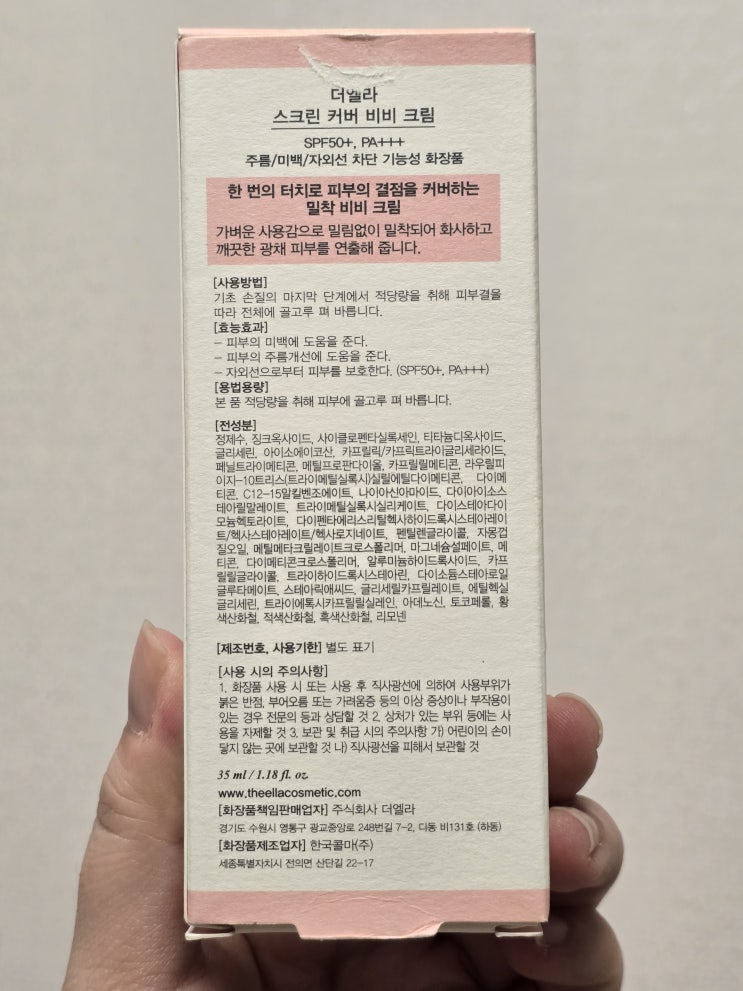 더엘라
스크린 커버 비비 크림
SPF50+, PA+++
주름/미백/자외선 차단 기능성 화장품
한 번의 터치로 피부의 결점을 커버하는
밀착 비비 크림
가벼운 사용감으로 밀림없이 밀착되어 화사하고
깨끗한 광채 피부를 연출해 줍니다.
[사용방법]
기초 손질의 마지막 단계에서 적당량을 취해 피부결을
따라 전체에 골고루 펴 바릅니다.
[효능효과]
- 피부의 미백에 도움을 준다.
- 피부의 주름개선에 도움을 준다.
- 자외선으로부터 피부를 보호한다. (SPF50+, PA+++)
[용법용량]
본 품 적당량을 취해 피부에 골고루 펴 바릅니다.
[전성분]
정제수, 징크옥사이드, 사이클로펜타실록세인, 티타늄디옥사이드,
글리세린, 아이소에이코산, 카프릴릭/카프릭트라이글리세라이드,
페닐트라이메티콘, 메틸프로판다이올, 카프릴릴메티콘, 라우릴피
이지-10트리스(트라이메틸실록시)실릴에틸다이메티콘, 다이메
티콘, C12-15알킬벤조에이트, 나이아신아마이드, 다이아이소스
테아릴말레이트, 트라이메틸실록시실리케이트, 다이스테아다이
모늄헥토라이트, 다이펜타에리스리틸헥사하이드록시스테아레이
트/헥사스테아레이트/헥사로지네이트, 펜틸렌글라이콜, 자몽껍
질오일, 메틸메타크릴레이트크로스폴리머, 마그네슘설페이트, 메
티콘, 다이메티콘크로스폴리머, 알루미늄하이드록사이드, 카프
릴릴글라이콜, 트라이하이드록시스테아린, 다이소듐스테아로일
글루타메이트, 스테아릭애씨드, 글리세릴카프릴레이트, 에틸헥실
글리세린, 트라이에톡시카프릴릴실레인, 아데노신, 토코페롤, 황
색산화철, 적색산화철, 흑색산화철, 리모넨
[제조번호, 사용기한] 별도 표기
[사용 시의 주의사항]
1. 화장품 사용 시 또는 사용 후 직사광선에 의하여 사용부위가
붉은 반점, 부어오름 또는 가려움증 등의 이상 증상이나 부작용이
있는 경우 전문의 등과 상담할 것 2. 상처가 있는 부위 등에는 사
용을 자제할 것 3. 보관 및 취급 시의 주의사항 가) 어린이의 손이
닿지 않는 곳에 보관할 것 나) 직사광선을 피해서 보관할 것
35 ml / 1.18 fl. oz.
www.theellacosmetic.com
[화장품책임판매업자] 주식회사 더엘라
경기도 수원시 영통구 광교중앙로 248번길 7-2, 다동 비131호 (하동)
[화장품제조업자] 한국콜마(주)
세종특별자치시 전의면 산단길 22-17